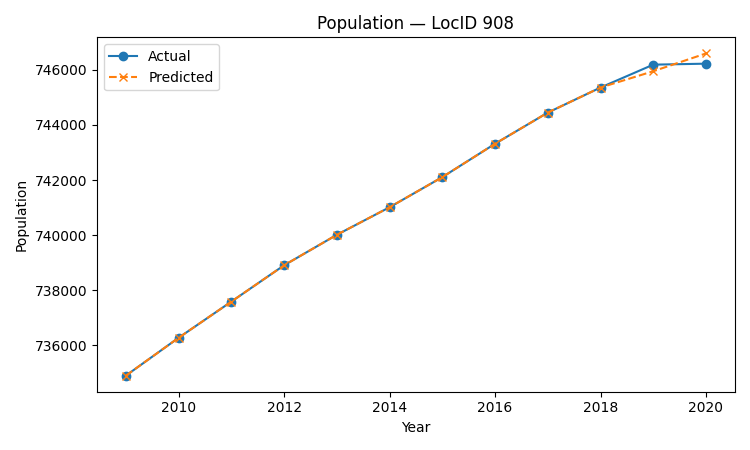 Population — LocID 908
Actual
Predicted
746000
744000
742000
740000
738000
736000
Population
2010 2012 2014 2016 2018 2020
Year